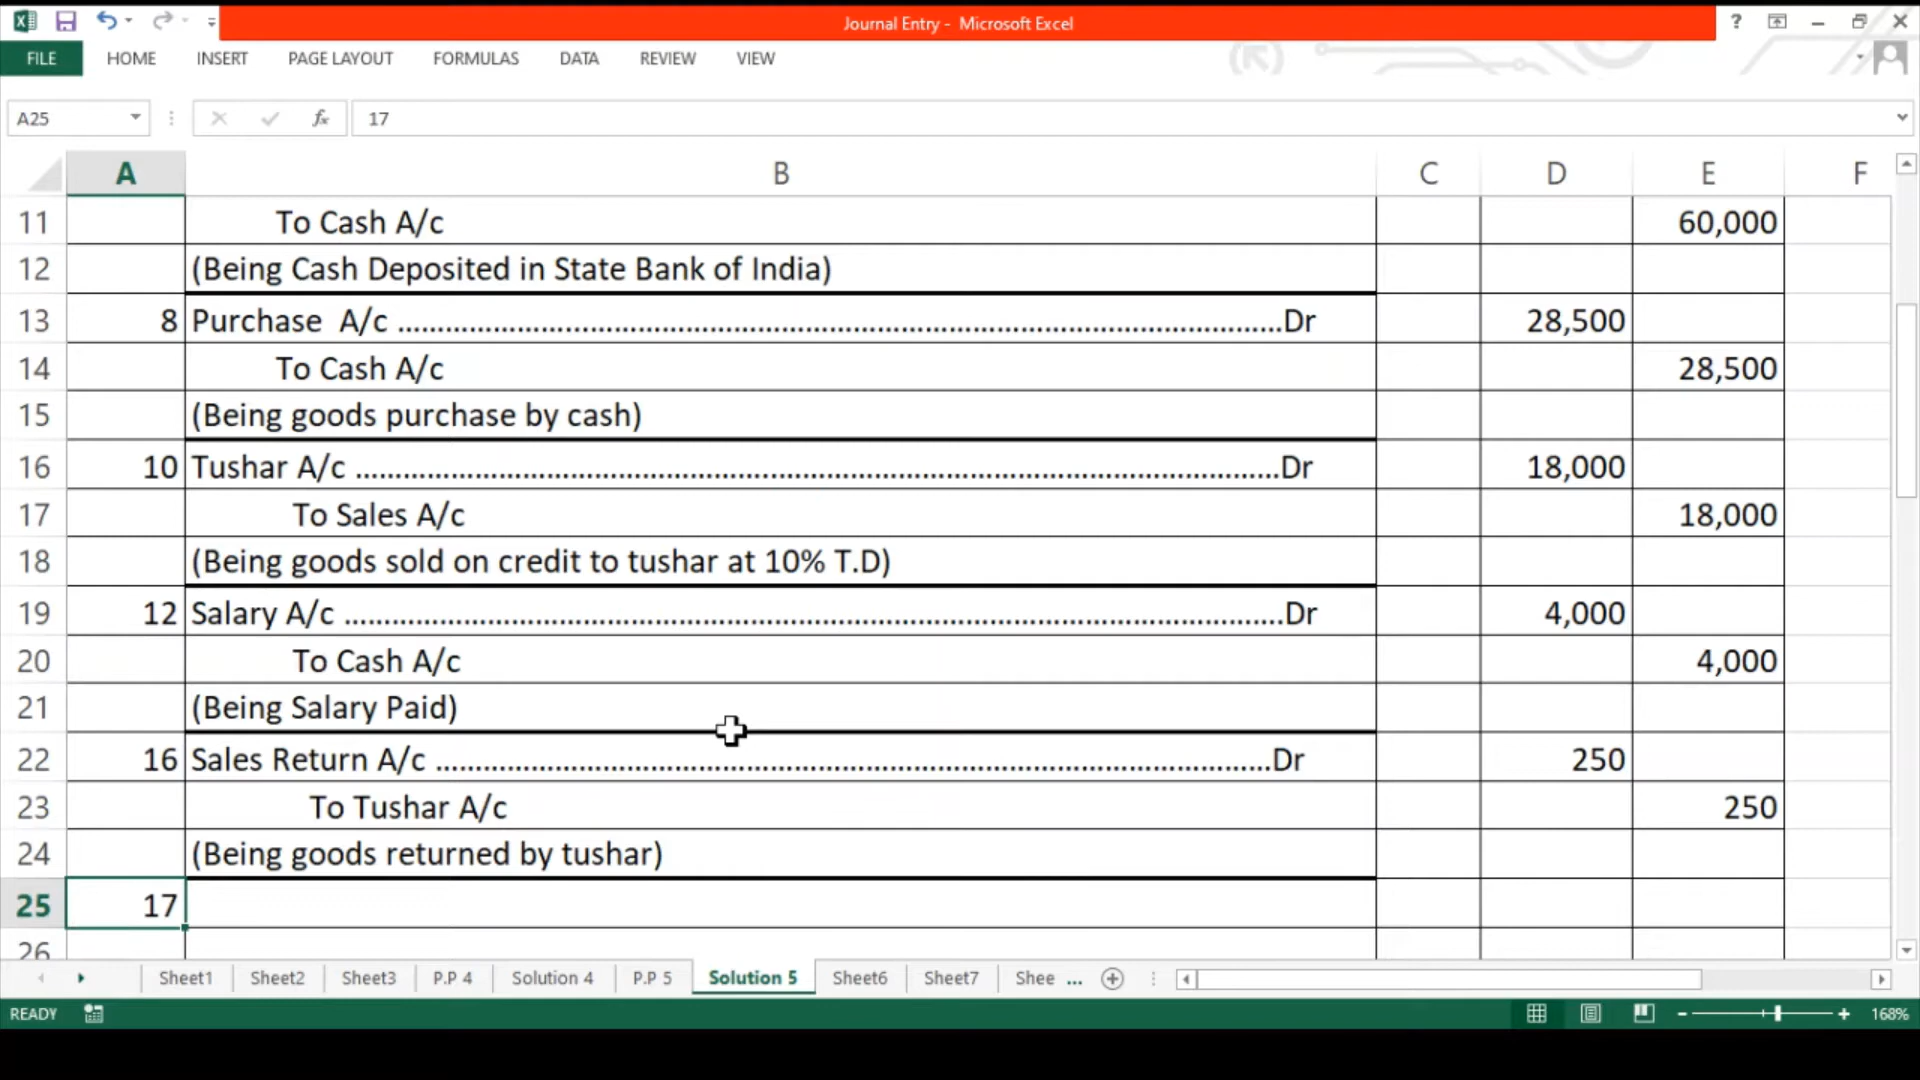 Journal Entry - Microsoft Excel ?
FILE HOME INSERT PAGE LAYOUT FORMULAS DATA REVIEW VIEW
A25 fx 17
A B C D E F
11 To Cash A/c 60,000
12 (Being Cash Deposited in State Bank of India)
13 8 Purchase A/c ..........................................................................................................Dr 28,500
14 To Cash A/c 28,500
15 (Being goods purchase by cash)
16 10 Tushar A/c ...............................................................................................................Dr 18,000
17 To Sales A/c 18,000
18 (Being goods sold on credit to tushar at 10% T.D)
19 12 Salary A/c .................................................................................................................Dr 4,000
20 To Cash A/c 4,000
21 (Being Salary Paid)
22 16 Sales Return A/c ....................................................................................................Dr 250
23 To Tushar A/c 250
24 (Being goods returned by tushar)
25 17
26
Sheet1 Sheet2 Sheet3 P.P 4 Solution 4 P.P 5 Solution 5 Sheet6 Sheet7 Shee ...
READY 168%